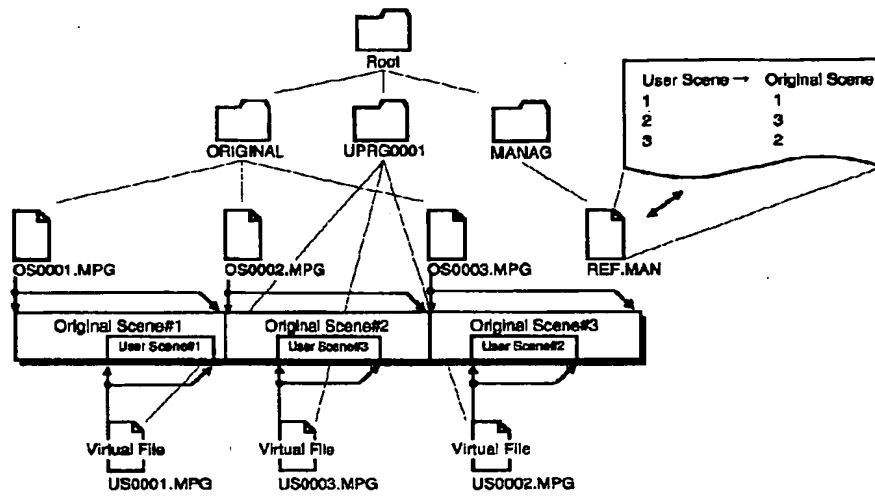 Root
User Scene → Original Scene
1 1
2 3
3 2
ORIGINAL
UPRG0001
MANAG
OS0001.MPG
OS0002.MPG
OS0003.MPG
REF.MAN
Original Scene#1
Original Scene#2
Original Scene#3
User Scene#1
User Scene#3
User Scene#2
Virtual File
Virtual File
Virtual File
US0001.MPG
US0003.MPG
US0002.MPG